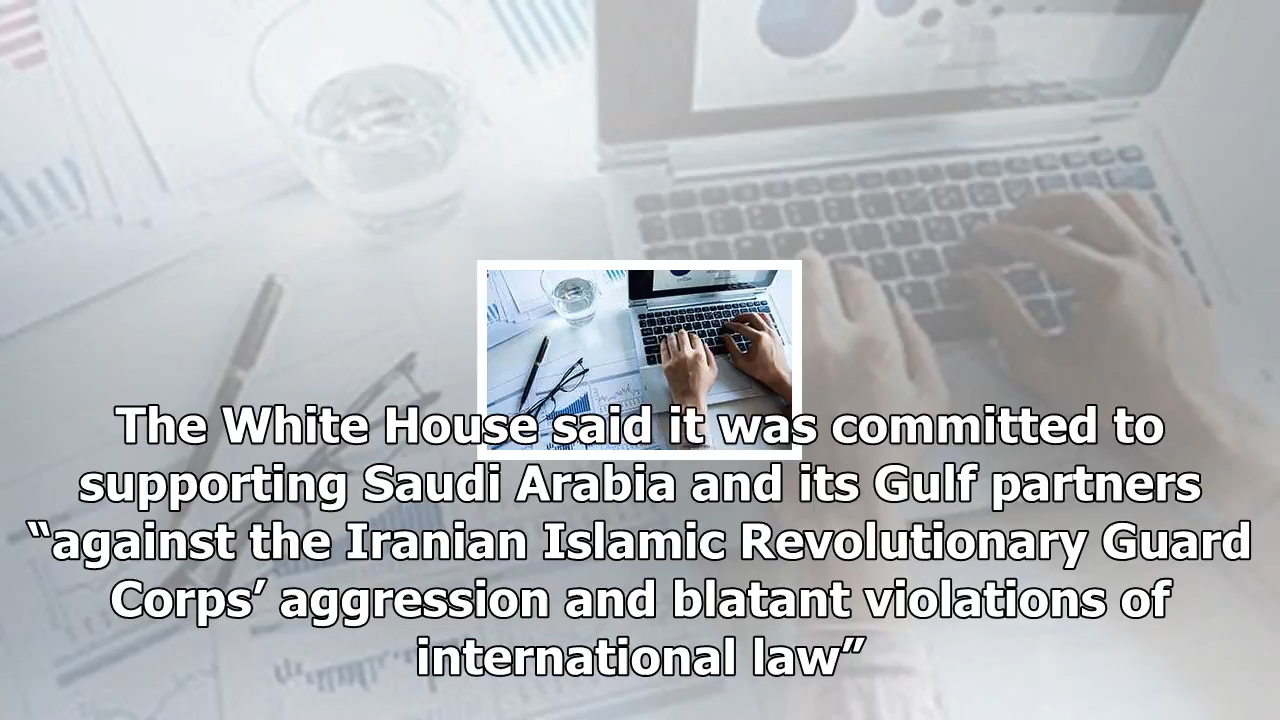 The White House said it was committed to
supporting Saudi Arabia and its Gulf partners
“against the Iranian Islamic Revolutionary Guard
Corps’ aggression and blatant violations of
international law”